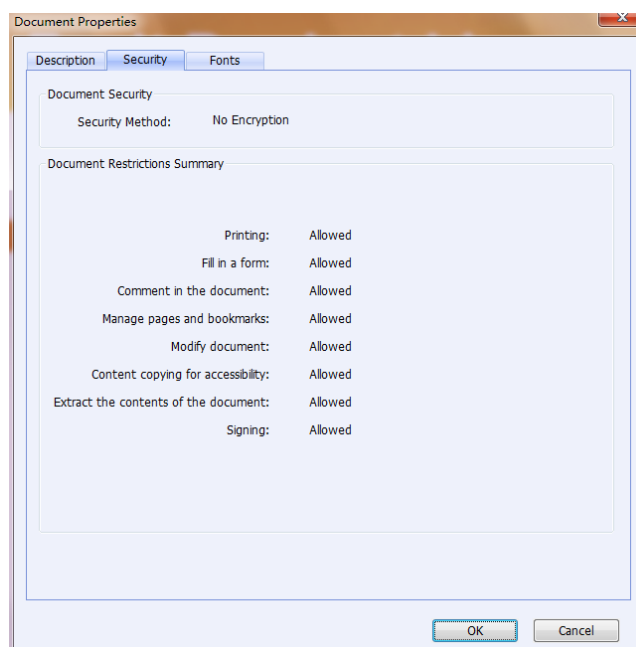 Document Properties
Description Security Fonts
Document Security
Security Method: No Encryption
Document Restrictions Summary
Printing: Allowed
Fill in a form: Allowed
Comment in the document: Allowed
Manage pages and bookmarks: Allowed
Modify document: Allowed
Content copying for accessibility: Allowed
Extract the contents of the document: Allowed
Signing: Allowed
OK Cancel